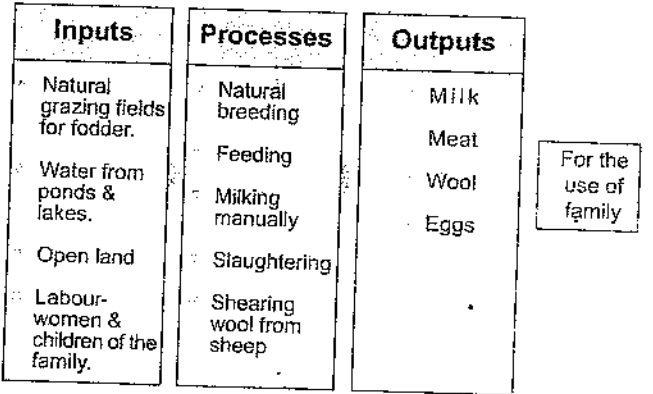 Inputs
Natural
grazing fields
for fodder.
Water from
ponds &
lakes.
Open land
Labour-
women &
children of the
family.
Processes
Natural
breeding
Feeding
Milking
manually
Slaughtering
Shearing
wool from
sheep
Outputs
Milk
Meat
Wool
Eggs
For the
use of
family